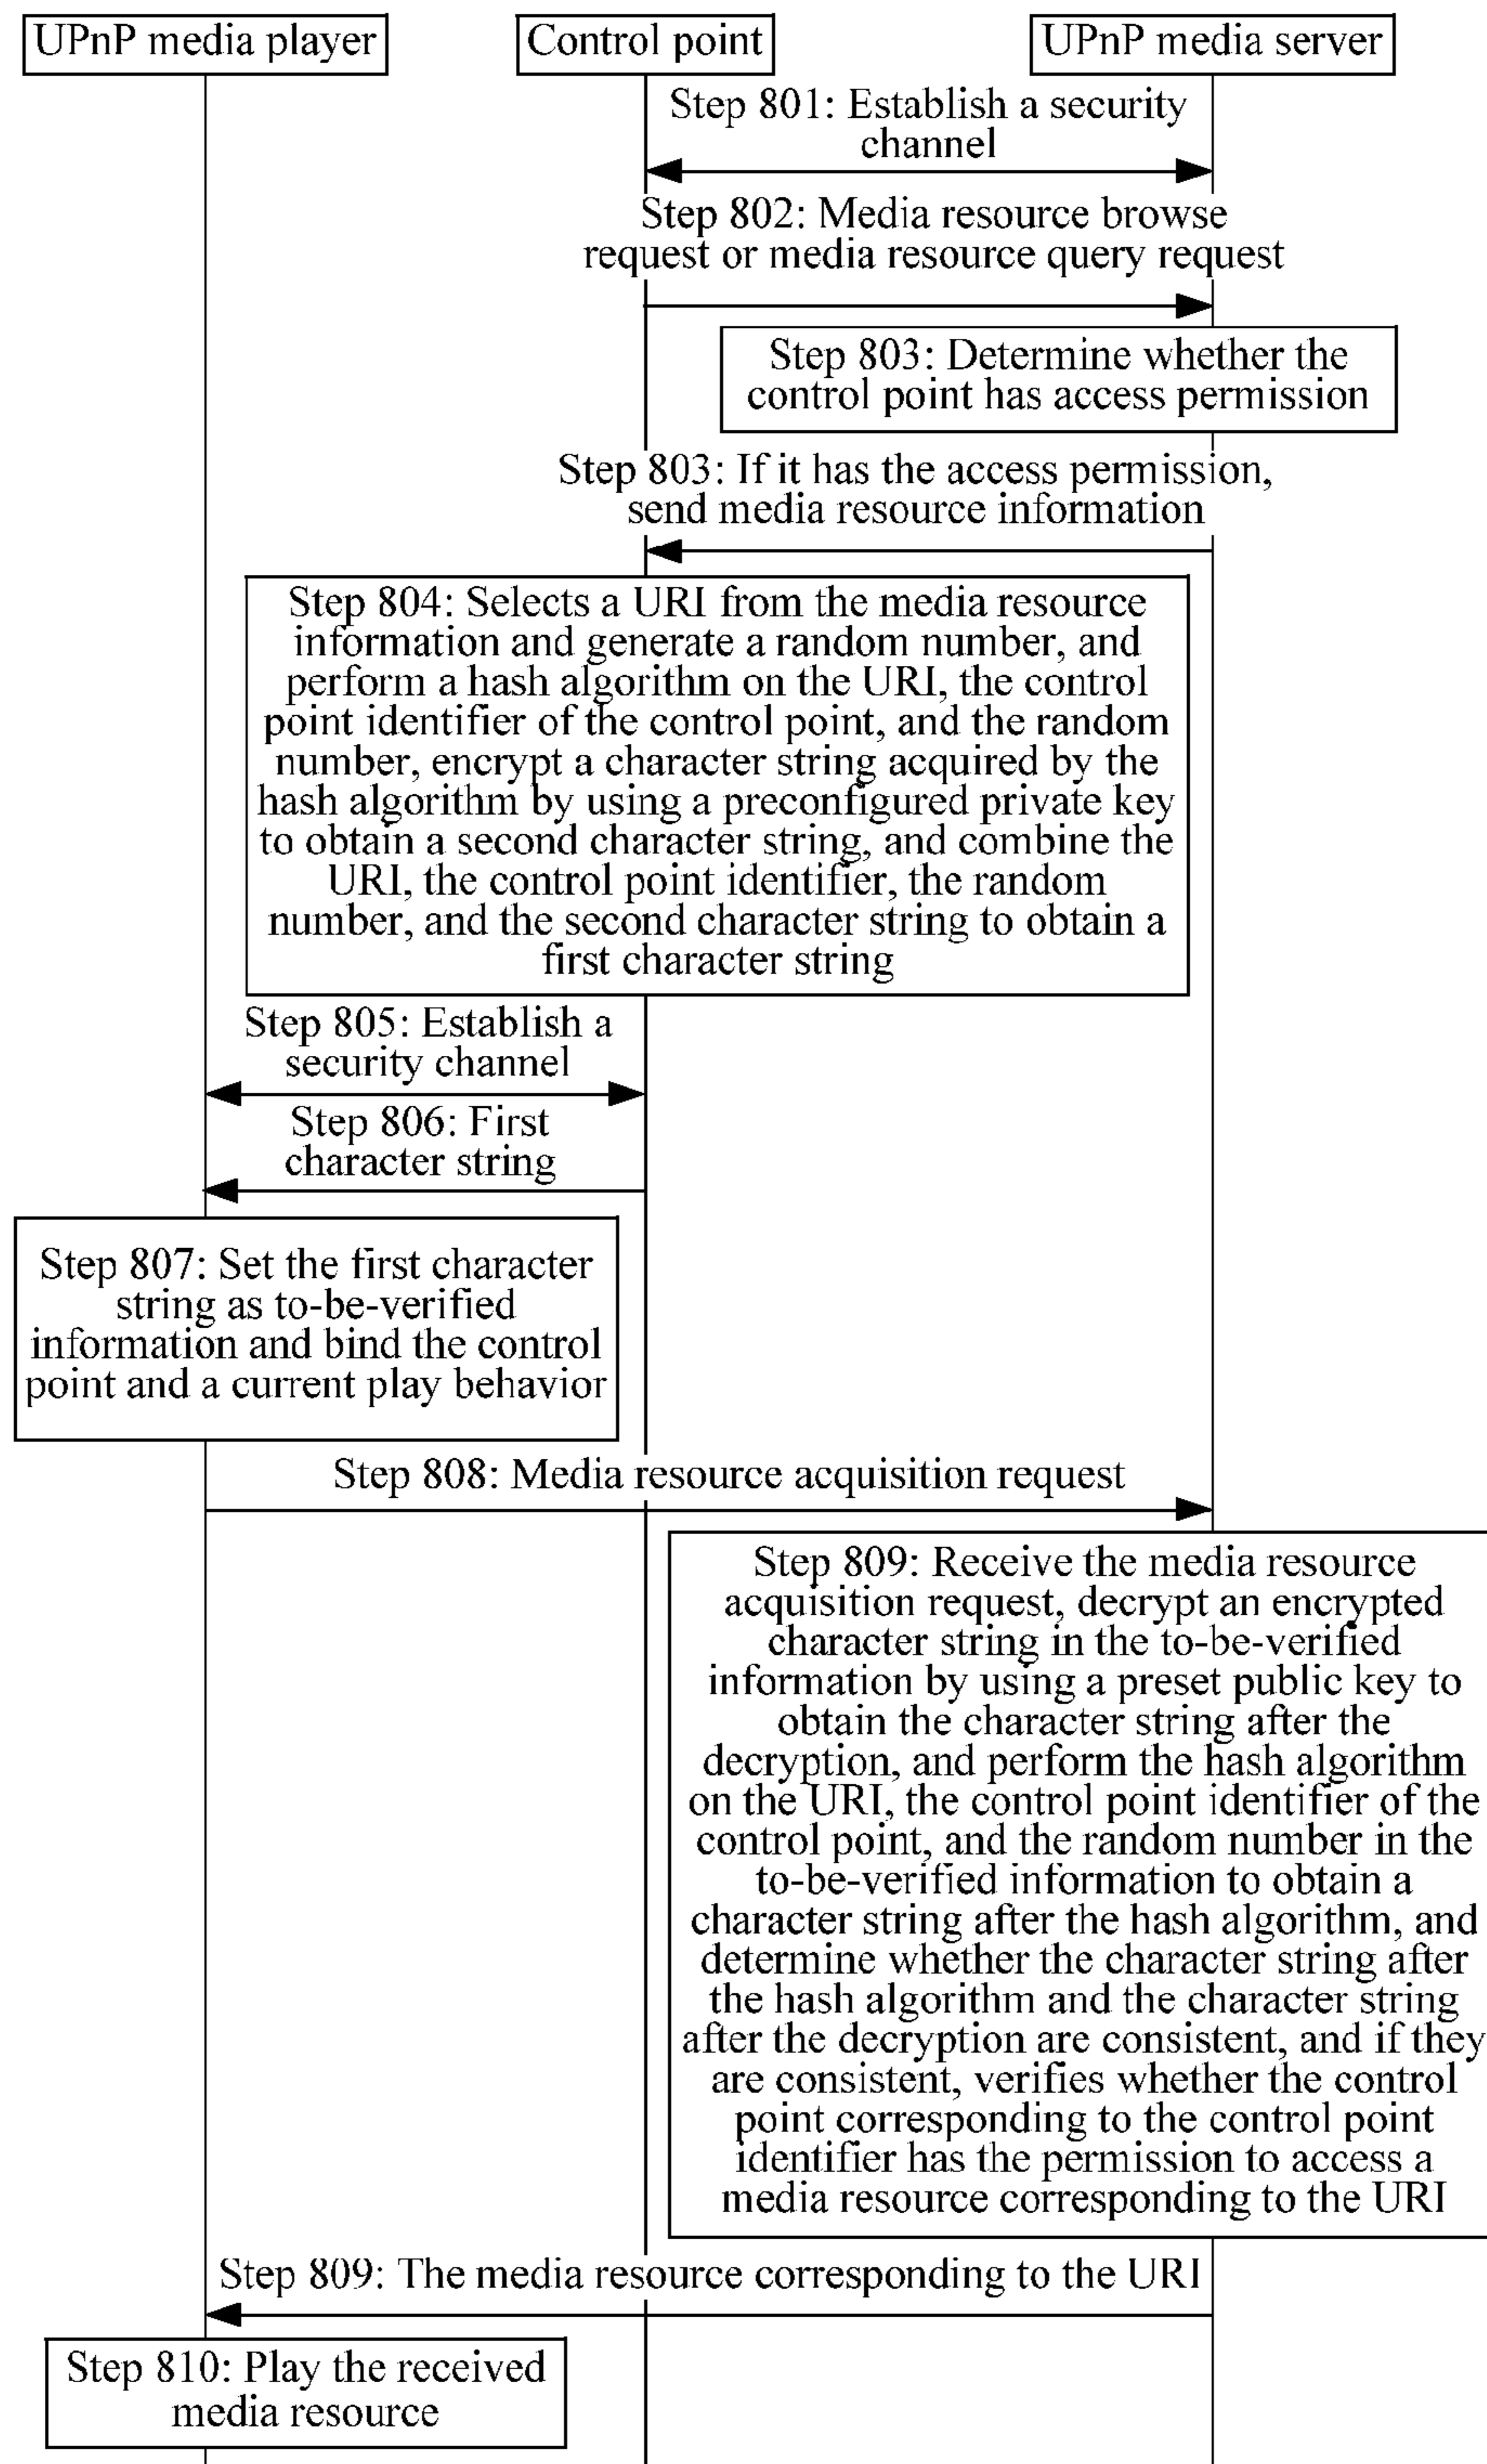 UPnP media player
Control point
UPnP media server
Step 801: Establish a security
channel
Step 802: Media resource browse
request or media resource query request
Step 803: Determine whether the
control point has access permission
Step 803: If it has the access permission,
send media resource information
Step 804: Selects a URI from the media resource
information and generate a random number, and
perform a hash algorithm on the URI, the control
point identifier of the control point, and the random
number, encrypt a character string acquired by the
hash algorithm by using a preconfigured private key
to obtain a second character string, and combine the
URI, the control point identifier, the random
number, and the second character string to obtain a
first character string
Step 805: Establish a
security channel
Step 806: First
character string
Step 807: Set the first character
string as to-be-verified
information and bind the control
point and a current play behavior
Step 808: Media resource acquisition request
Step 809: Receive the media resource
acquisition request, decrypt an encrypted
character string in the to-be-verified
information by using a preset public key to
obtain the character string after the
decryption, and perform the hash algorithm
on the URI, the control point identifier of the
control point, and the random number in the
to-be-verified information to obtain a
character string after the hash algorithm, and
determine whether the character string after
the hash algorithm and the character string
after the decryption are consistent, and if they
are consistent, verifies whether the control
point corresponding to the control point
identifier has the permission to access a
media resource corresponding to the URI
Step 809: The media resource corresponding to the URI
Step 810: Play the received
media resource